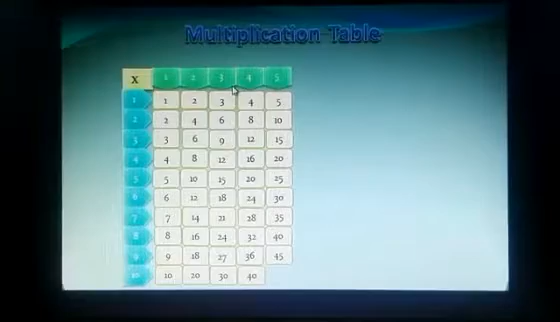 Multiplication Table
X 1 2 3 4 5
1 1 2 3 4 5
2 2 4 6 8 10
3 3 6 9 12 15
4 4 8 12 16 20
5 5 10 15 20 25
6 6 12 18 24 30
7 7 14 21 28 35
8 8 16 24 32 40
9 9 18 27 36 45
10 10 20 30 40